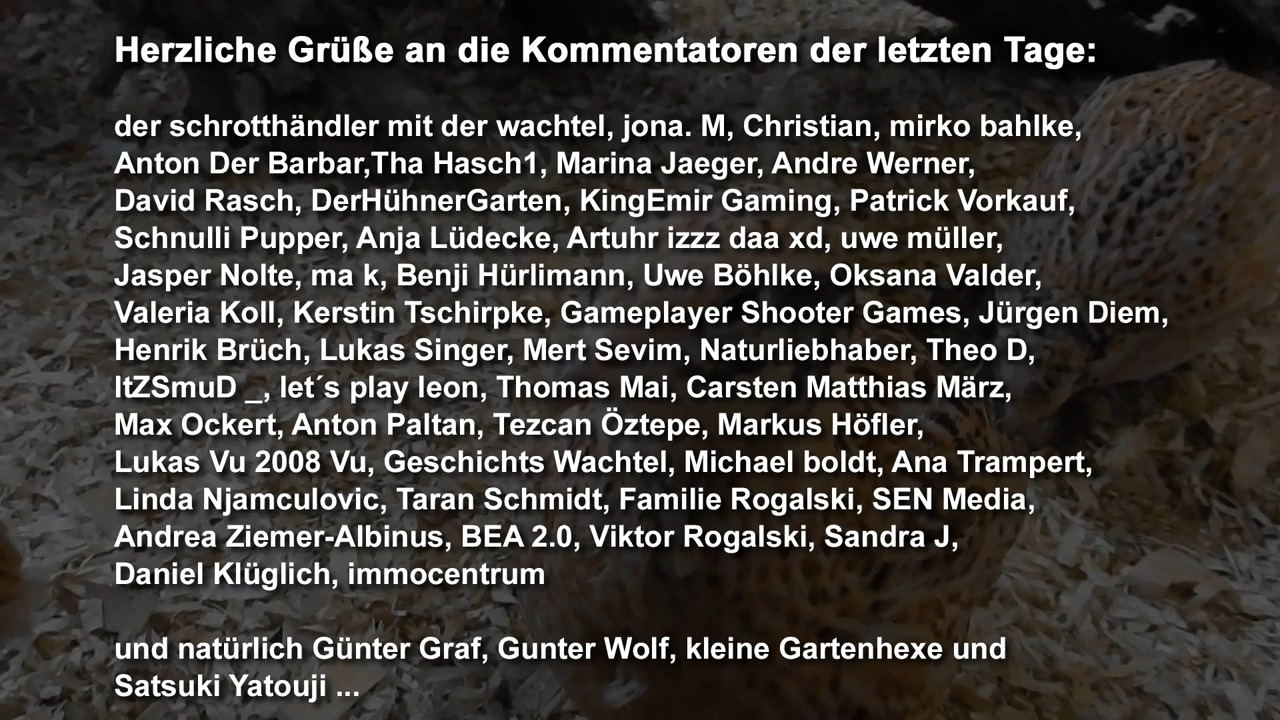 Herzliche Grüße an die Kommentatoren der letzten Tage:
der schrotthändler mit der wachtel, jona. M, Christian, mirko bahlke,
Anton Der Barbar,Tha Hasch1, Marina Jaeger, Andre Werner,
David Rasch, DerHühnerGarten, KingEmir Gaming, Patrick Vorkauf,
Schnulli Pupper, Anja Lüdecke, Artuhr izzz daa xd, uwe müller,
Jasper Nolte, ma k, Benji Hürlimann, Uwe Böhlke, Oksana Valder,
Valeria Koll, Kerstin Tschirpke, Gameplayer Shooter Games, Jürgen Diem,
Henrik Brüch, Lukas Singer, Mert Sevim, Naturliebhaber, Theo D,
ItZSmuD _, let´s play leon, Thomas Mai, Carsten Matthias März,
Max Ockert, Anton Paltan, Tezcan Öztepe, Markus Höfler,
Lukas Vu 2008 Vu, Geschichts Wachtel, Michael boldt, Ana Trampert,
Linda Njamculovic, Taran Schmidt, Familie Rogalski, SEN Media,
Andrea Ziemer-Albinus, BEA 2.0, Viktor Rogalski, Sandra J,
Daniel Klüglich, immocentrum
und natürlich Günter Graf, Gunter Wolf, kleine Gartenhexe und
Satsuki Yatouji ...